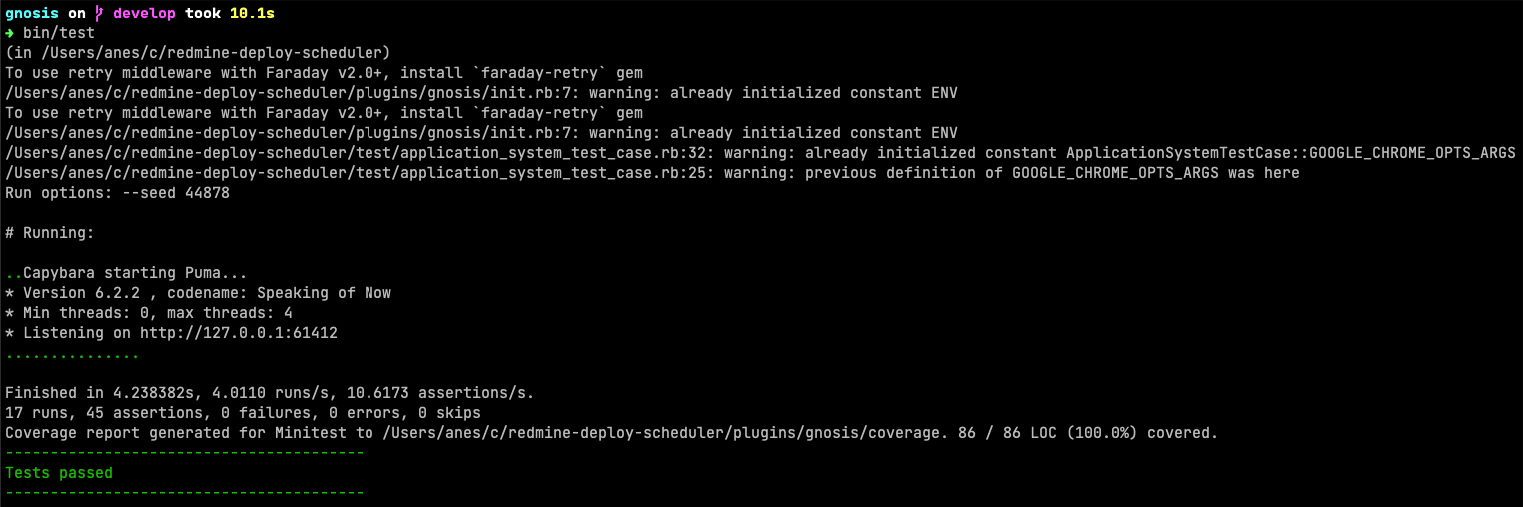 gnosis on develop took 10.1s
➜ bin/test
(in /Users/anes/c/redmine-deploy-scheduler)
To use retry middleware with Faraday v2.0+, install `faraday-retry` gem
/Users/anes/c/redmine-deploy-scheduler/plugins/gnosis/init.rb:7: warning: already initialized constant ENV
To use retry middleware with Faraday v2.0+, install `faraday-retry` gem
/Users/anes/c/redmine-deploy-scheduler/plugins/gnosis/init.rb:7: warning: already initialized constant ENV
/Users/anes/c/redmine-deploy-scheduler/test/application_system_test_case.rb:32: warning: already initialized constant ApplicationSystemTestCase::GOOGLE_CHROME_OPTS_ARGS
/Users/anes/c/redmine-deploy-scheduler/test/application_system_test_case.rb:25: warning: previous definition of GOOGLE_CHROME_OPTS_ARGS was here
Run options: --seed 44878
# Running:
..Capybara starting Puma...
* Version 6.2.2 , codename: Speaking of Now
* Min threads: 0, max threads: 4
* Listening on http://127.0.0.1:61412
...............
Finished in 4.238382s, 4.0110 runs/s, 10.6173 assertions/s.
17 runs, 45 assertions, 0 failures, 0 errors, 0 skips
Coverage report generated for Minitest to /Users/anes/c/redmine-deploy-scheduler/plugins/gnosis/coverage. 86 / 86 LOC (100.0%) covered.
----------------------------------------
Tests passed
----------------------------------------